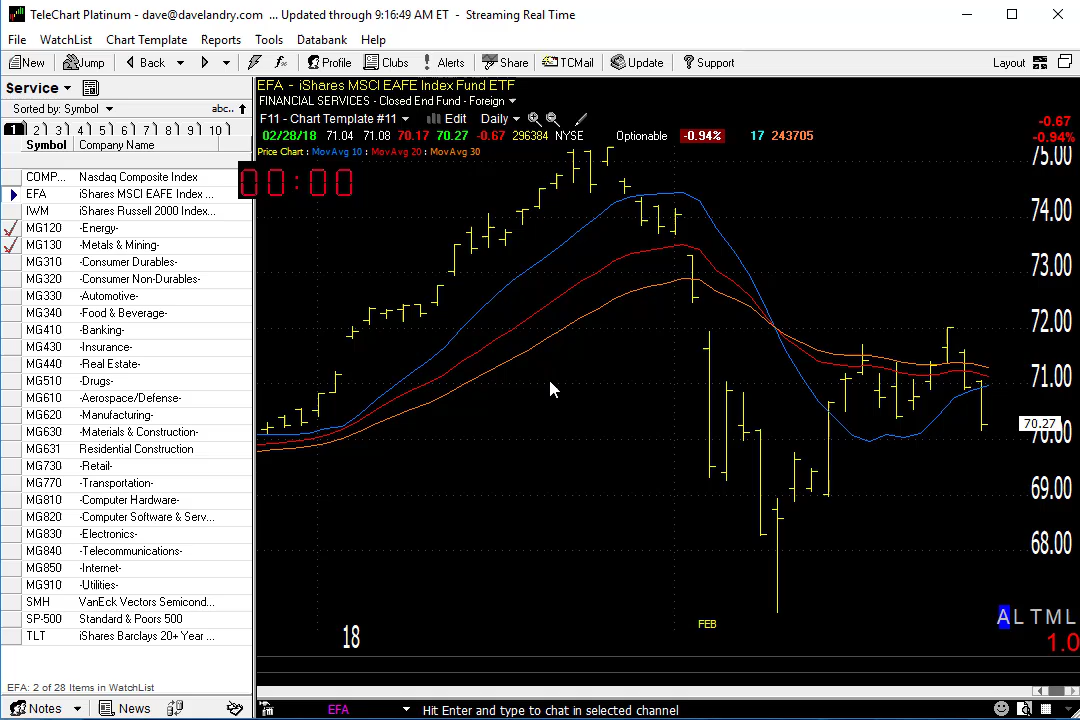 TeleChart Platinum - dave@davelandry.com ... Updated through 9:16:49 AM ET - Streaming Real Time
File WatchList Chart Template Reports Tools Databank Help
New Jump Back Profile Clubs Alerts Share TCMail Update Support Layout
Service
Sorted by: Symbol abc..
1 2 3 4 5 6 7 8 9 10
Symbol Company Name
COMP... Nasdaq Composite Index
EFA iShares MSCI EAFE Index ...
IWM iShares Russell 2000 Index...
MG120 -Energy-
MG130 -Metals & Mining-
MG310 -Consumer Durables-
MG320 -Consumer Non-Durables-
MG330 -Automotive-
MG340 -Food & Beverage-
MG410 -Banking-
MG430 -Insurance-
MG440 -Real Estate-
MG510 -Drugs-
MG610 -Aerospace/Defense-
MG620 -Manufacturing-
MG630 -Materials & Construction-
MG631 Residential Construction
MG730 -Retail-
MG770 -Transportation-
MG810 -Computer Hardware-
MG820 -Computer Software & Serv...
MG830 -Electronics-
MG840 -Telecommunications-
MG850 -Internet-
MG910 -Utilities-
SMH VanEck Vectors Semicond...
SP-500 Standard & Poors 500
TLT iShares Barclays 20+ Year ...
EFA: 2 of 28 Items in WatchList
Notes News
EFA - iShares MSCI EAFE Index Fund ETF
FINANCIAL SERVICES - Closed End Fund - Foreign
F11 - Chart Template #11 Edit Daily
02/28/18 71.04 71.08 70.17 70.27 -0.67 296384 NYSE Optionable -0.94% 17 243705
Price Chart : MovAvg 10 : MovAvg 20 : MovAvg 30
00:00
-0.67
-0.94%
75.00
74.00
73.00
72.00
71.00
70.27
70.00
69.00
68.00
A L T M L
1.0
18 FEB
EFA Hit Enter and type to chat in selected channel